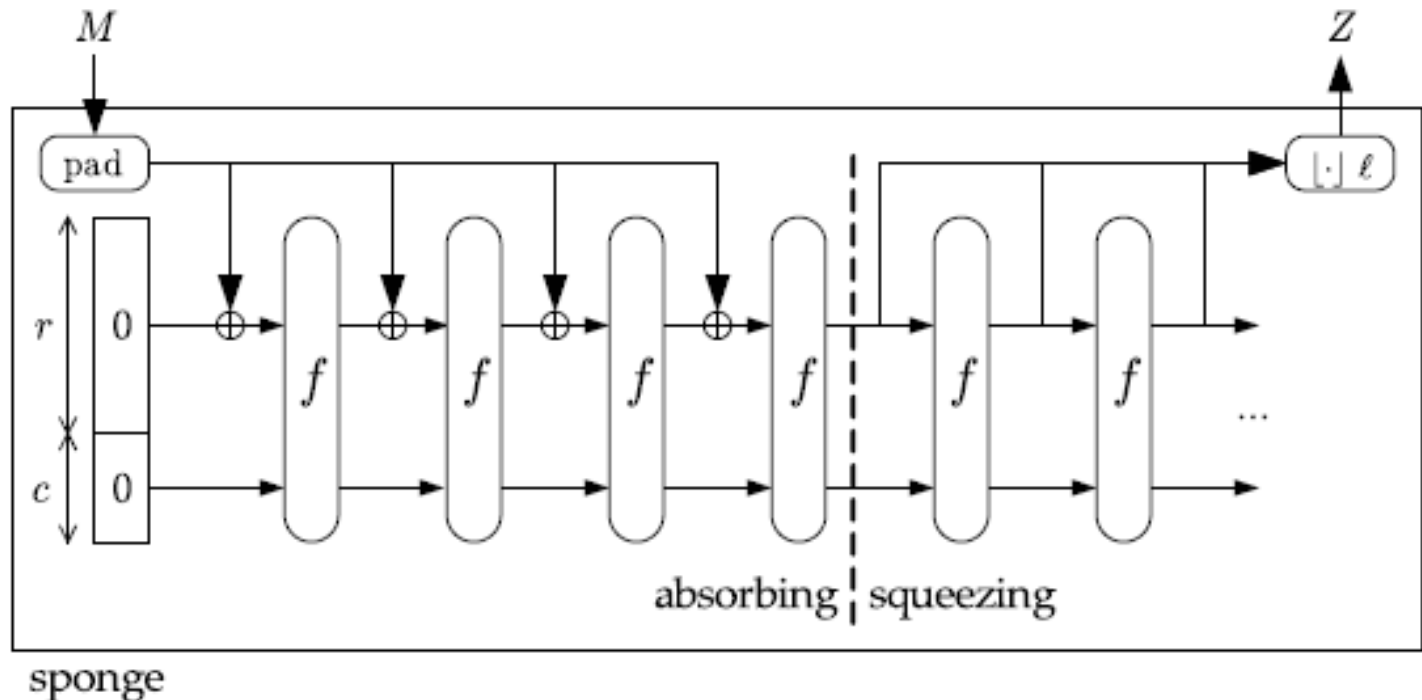 M Z
pad ⌊·⌋ ℓ
r 0
f f f f f f
...
c 0
absorbing squeezing
sponge